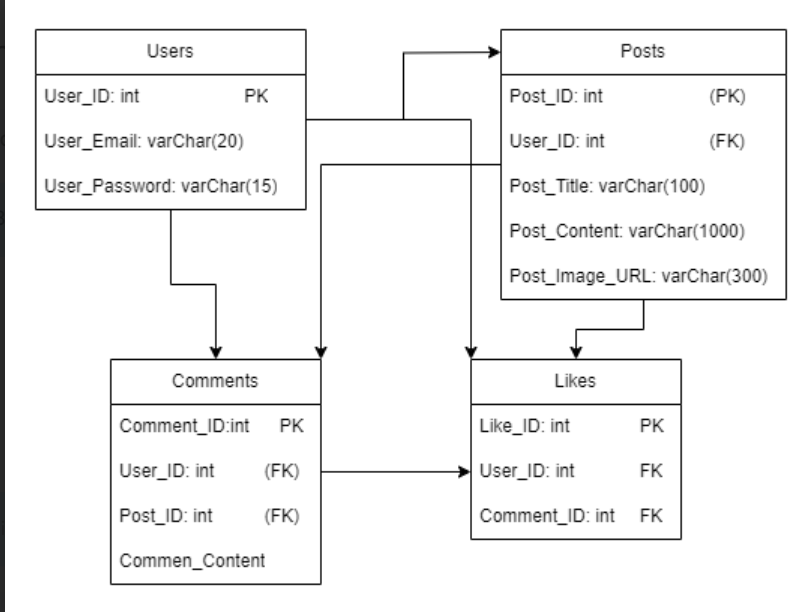 Users
User_ID: int PK
User_Email: varChar(20)
User_Password: varChar(15)
Posts
Post_ID: int (PK)
User_ID: int (FK)
Post_Title: varChar(100)
Post_Content: varChar(1000)
Post_Image_URL: varChar(300)
Comments
Comment_ID:int PK
User_ID: int (FK)
Post_ID: int (FK)
Commen_Content
Likes
Like_ID: int PK
User_ID: int FK
Comment_ID: int FK